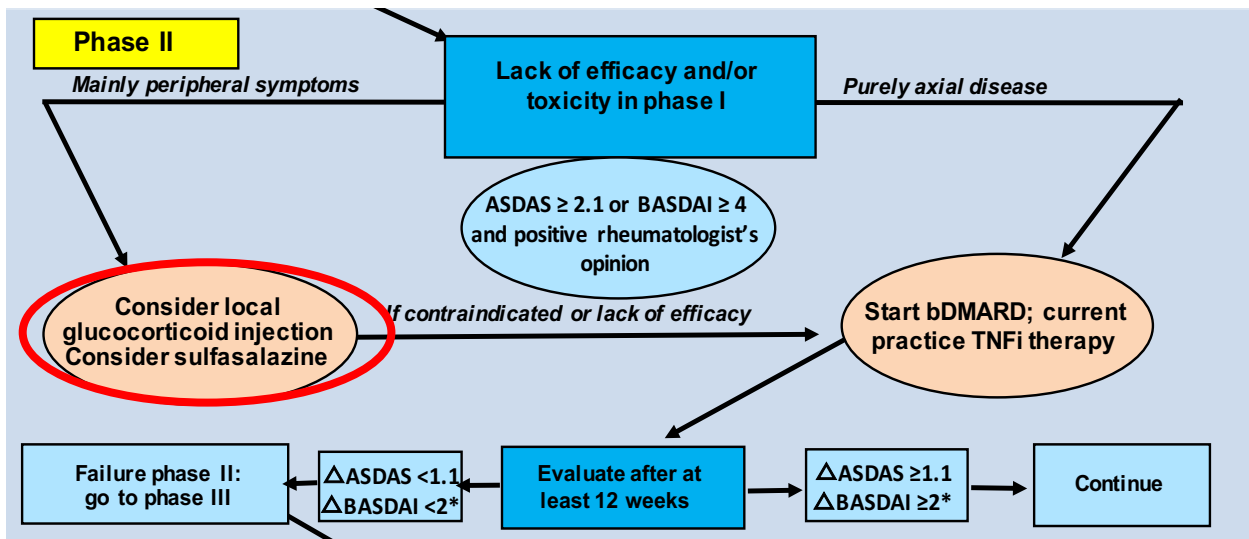 Phase II
Lack of efficacy and/or
toxicity in phase I
Mainly peripheral symptoms
Purely axial disease
ASDAS ≥ 2.1 or BASDAI ≥ 4
and positive rheumatologist's
opinion
Consider local
glucocorticoid injection
Consider sulfasalazine
If contraindicated or lack of efficacy
Start bDMARD; current
practice TNFi therapy
Failure phase II:
go to phase III
△ASDAS <1.1
△BASDAI <2*
Evaluate after at
least 12 weeks
△ASDAS ≥1.1
△BASDAI ≥2*
Continue